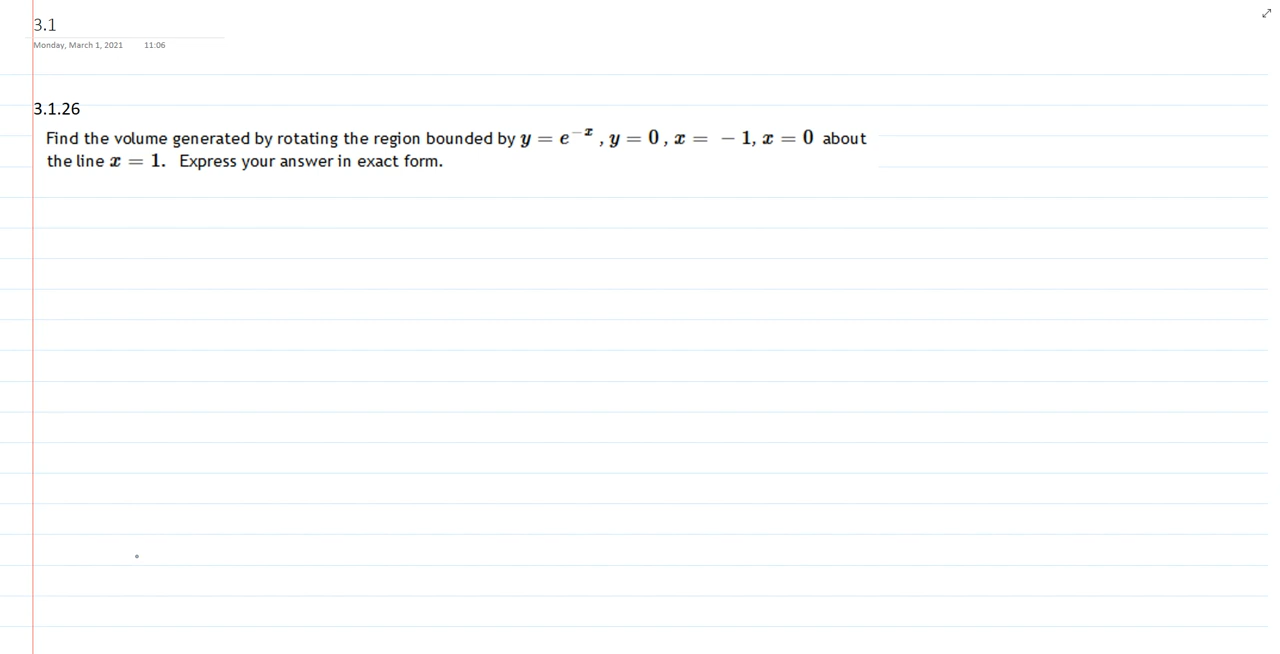 3.1
Monday, March 1, 2021 11:06
3.1.26
Find the volume generated by rotating the region bounded by y = e^{-x}, y = 0, x = -1, x = 0 about
the line x = 1. Express your answer in exact form.